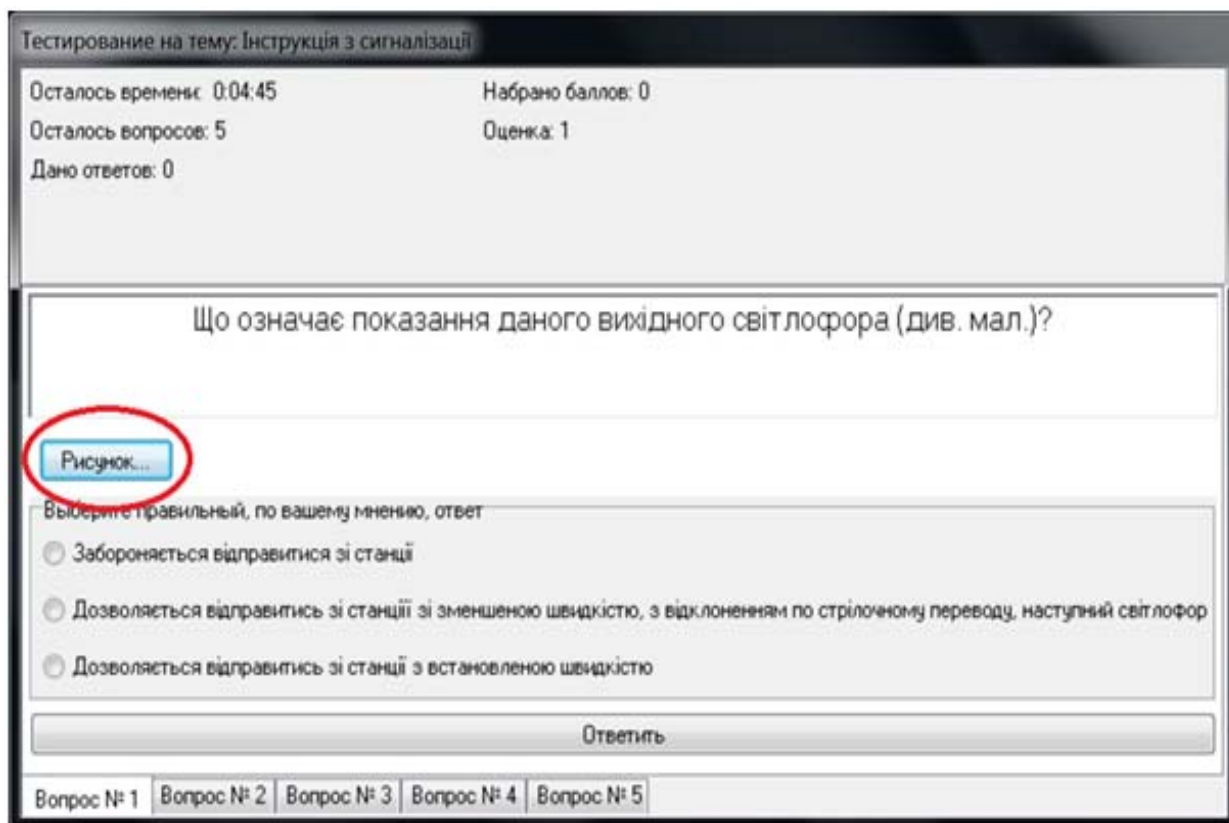 Тестирование на тему: Інструкція з сигналізації
Осталось времени: 0:04:45
Набрано баллов: 0
Осталось вопросов: 5
Оценка: 1
Дано ответов: 0
Що означає показання даного вихідного світлофора (див. мал.)?
Рисунок...
Выберите правильный, по вашему мнению, ответ
Забороняється відправитися зі станції
Дозволяється відправитись зі станціїї зі зменшеною швидкістю, з відклоненням по стрілочному переводу, наступний світлофор
Дозволяється відправитись зі станції з встановленою швидкістю
Ответить
Вопрос № 1
Вопрос № 2
Вопрос № 3
Вопрос № 4
Вопрос № 5